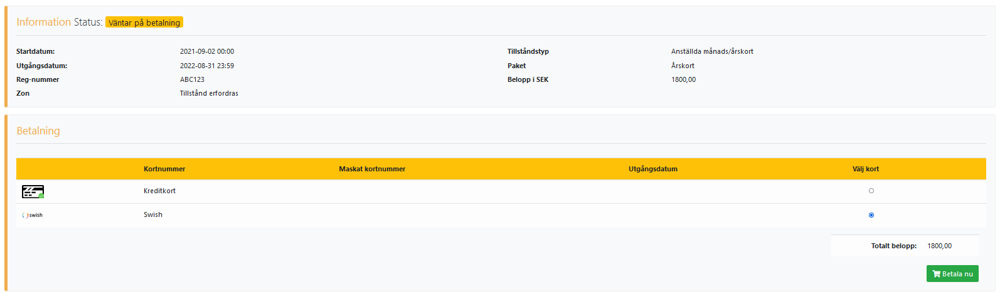 Information Status: Väntar på betalning
Startdatum: 2021-09-02 00:00 Tillståndstyp Anställda månads/årskort
Utgångsdatum: 2022-08-31 23:59 Paket Årskort
Reg-nummer ABC123 Belopp i SEK 1800,00
Zon Tillstånd erfordras
Betalning
Kortnummer Maskat kortnummer Utgångsdatum Välj kort
Kreditkort
swish Swish
Totalt belopp: 1800,00
Betala nu